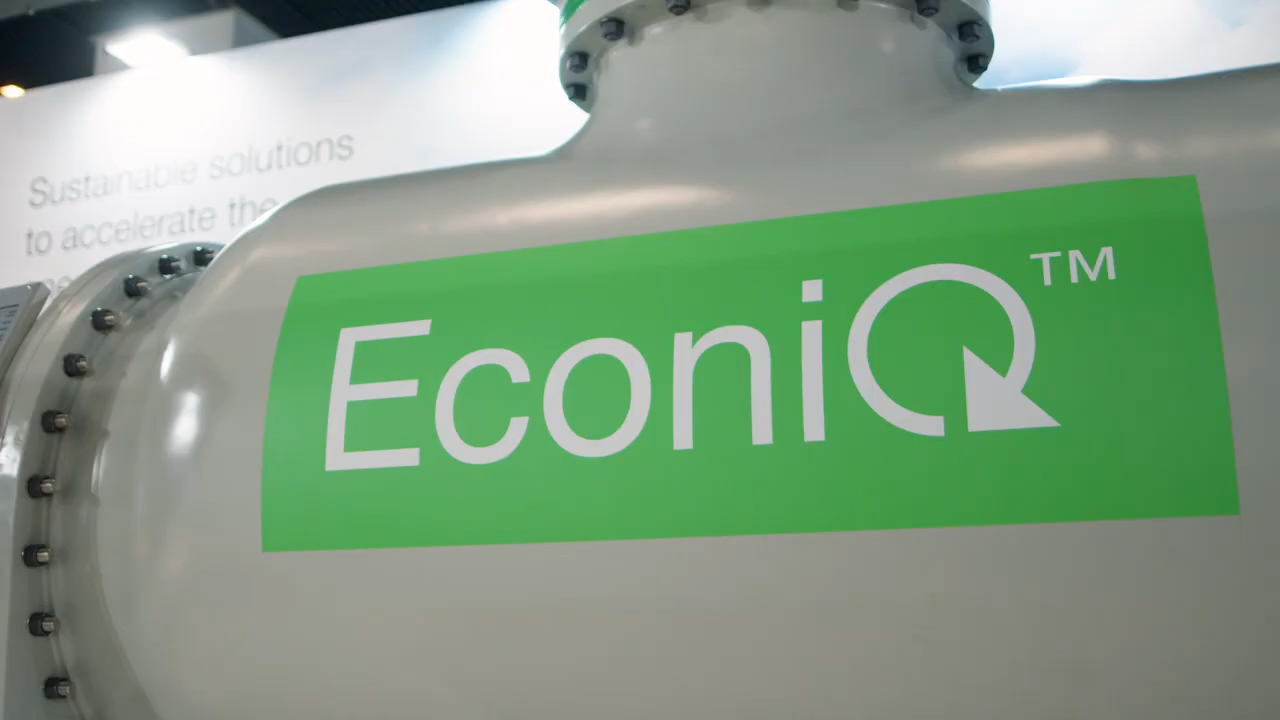 Sustainable solutions
to accelerate the
EconiQ™